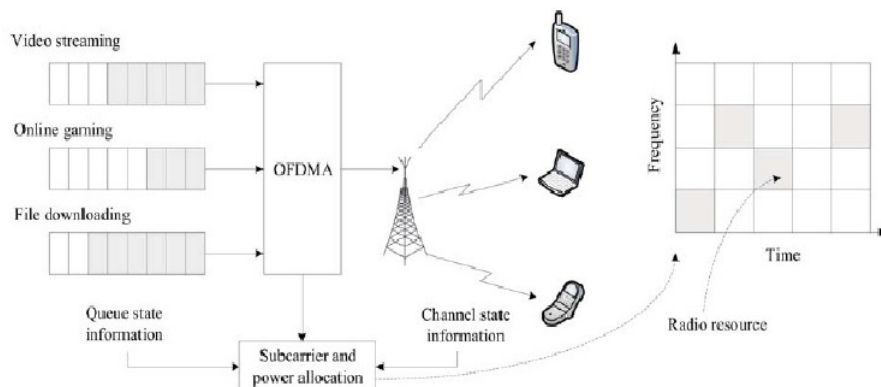 Video streaming
Online gaming
File downloading
OFDMA
Queue state
information
Channel state
information
Subcarrier and
power allocation
Frequency
Time
Radio resource